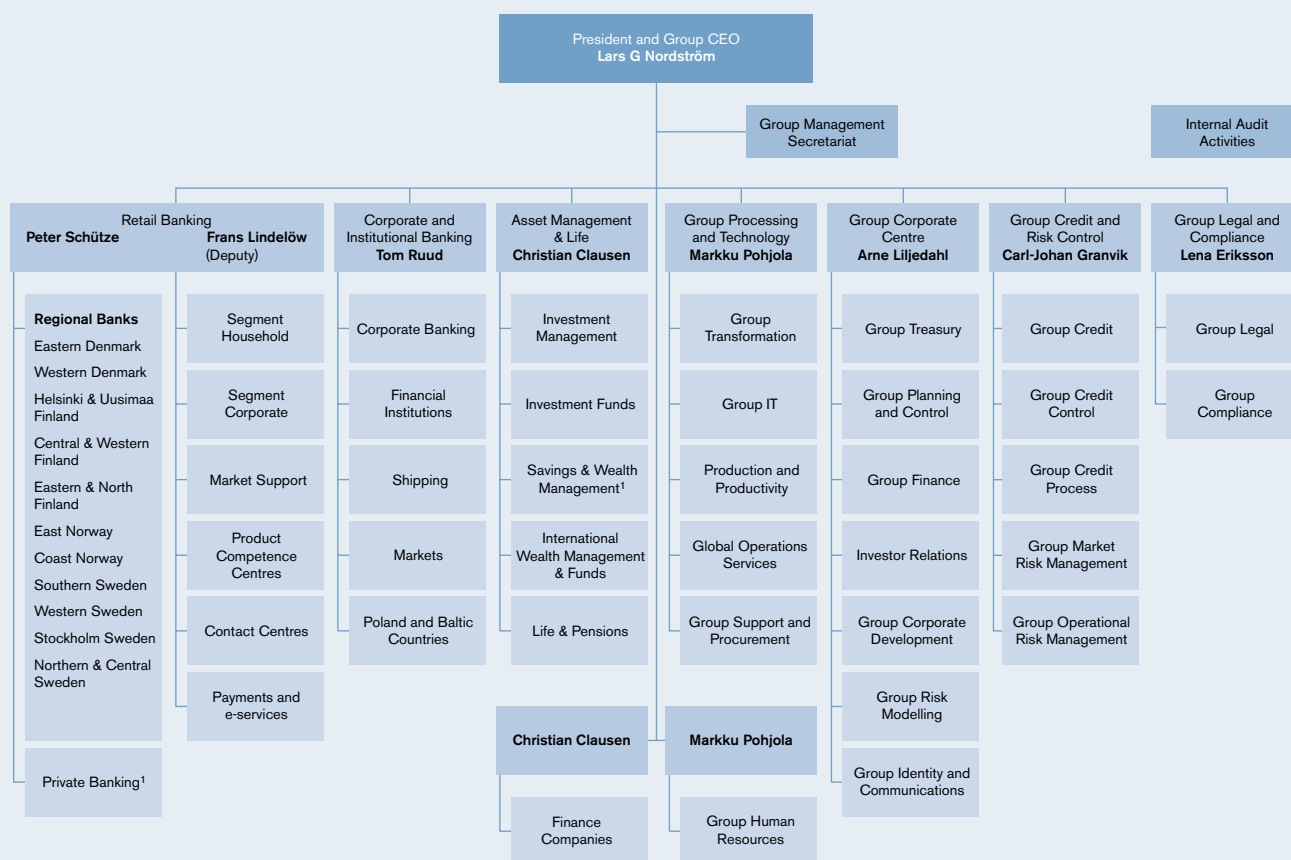 President and Group CEO
Lars G Nordström
Group Management
Secretariat
Internal Audit
Activities
Retail Banking
Peter Schütze
Frans Lindelöw
(Deputy)
Corporate and
Institutional Banking
Tom Ruud
Asset Management
& Life
Christian Clausen
Group Processing
and Technology
Markku Pohjola
Group Corporate
Centre
Arne Liljedahl
Group Credit and
Risk Control
Carl-Johan Granvik
Group Legal and
Compliance
Lena Eriksson
Regional Banks
Eastern Denmark
Western Denmark
Helsinki & Uusimaa
Finland
Central & Western
Finland
Eastern & North
Finland
East Norway
Coast Norway
Southern Sweden
Western Sweden
Stockholm Sweden
Northern & Central
Sweden
Private Banking¹
Segment
Household
Segment
Corporate
Market Support
Product
Competence
Centres
Contact Centres
Payments and
e-services
Corporate Banking
Financial
Institutions
Shipping
Markets
Poland and Baltic
Countries
Investment
Management
Investment Funds
Savings & Wealth
Management¹
International
Wealth Management
& Funds
Life & Pensions
Group
Transformation
Group IT
Production and
Productivity
Global Operations
Services
Group Support and
Procurement
Group Treasury
Group Planning
and Control
Group Finance
Investor Relations
Group Corporate
Development
Group Risk
Modelling
Group Identity and
Communications
Group Credit
Group Credit
Control
Group Credit
Process
Group Market
Risk Management
Group Operational
Risk Management
Group Legal
Group
Compliance
Christian Clausen
Finance
Companies
Markku Pohjola
Group Human
Resources